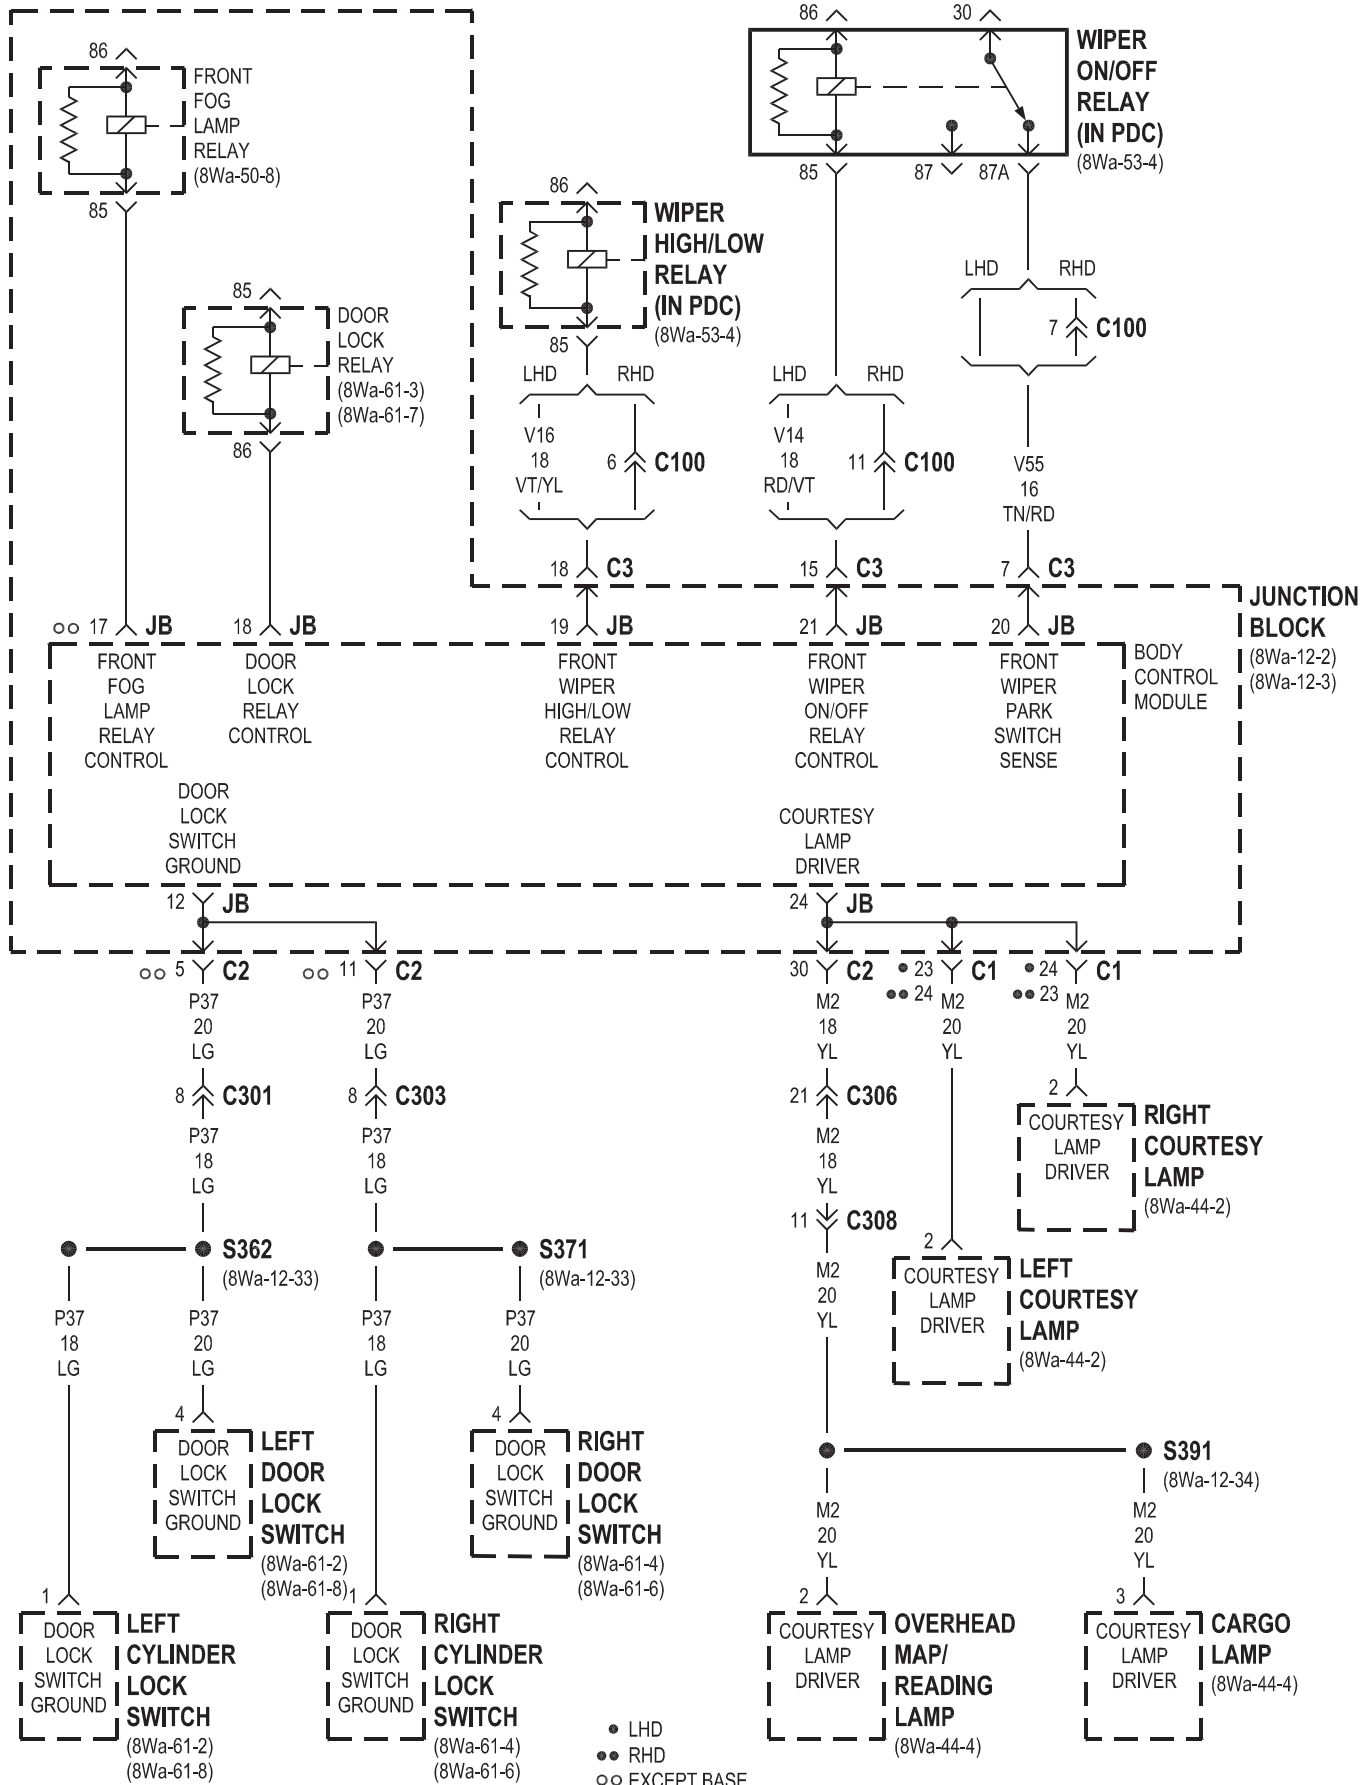 86
FRONT
FOG
LAMP
RELAY
(8Wa-50-8)
85
85
DOOR
LOCK
RELAY
(8Wa-61-3)
(8Wa-61-7)
86
86
WIPER
HIGH/LOW
RELAY
(IN PDC)
(8Wa-53-4)
85
LHD RHD
V16
18
VT/YL
6 C100
18 C3
86 30
WIPER
ON/OFF
RELAY
(IN PDC)
(8Wa-53-4)
85 87 87A
LHD RHD
V14
18
RD/VT
11 C100
15 C3
LHD RHD
7 C100
V55
16
TN/RD
7 C3
JUNCTION
BLOCK
(8Wa-12-2)
(8Wa-12-3)
17 JB 18 JB 19 JB 21 JB 20 JB
BODY
CONTROL
MODULE
FRONT
FOG
LAMP
RELAY
CONTROL
DOOR
LOCK
RELAY
CONTROL
FRONT
WIPER
HIGH/LOW
RELAY
CONTROL
FRONT
WIPER
ON/OFF
RELAY
CONTROL
FRONT
WIPER
PARK
SWITCH
SENSE
DOOR
LOCK
SWITCH
GROUND
COURTESY
LAMP
DRIVER
12 JB
24 JB
5 C2
11 C2
30 C2
23 C1
24
24 C1
23
P37
20
LG
8 C301
P37
18
LG
S362
(8Wa-12-33)
P37
18
LG
P37
20
LG
P37
20
LG
8 C303
P37
18
LG
S371
(8Wa-12-33)
P37
18
LG
P37
20
LG
M2
18
YL
21 C306
M2
18
YL
11 C308
M2
20
YL
M2
20
YL
M2
20
YL
2
COURTESY
LAMP
DRIVER
RIGHT
COURTESY
LAMP
(8Wa-44-2)
2
COURTESY
LAMP
DRIVER
LEFT
COURTESY
LAMP
(8Wa-44-2)
S391
(8Wa-12-34)
M2
20
YL
M2
20
YL
4
DOOR
LOCK
SWITCH
GROUND
LEFT
DOOR
LOCK
SWITCH
(8Wa-61-2)
(8Wa-61-8)
4
DOOR
LOCK
SWITCH
GROUND
RIGHT
DOOR
LOCK
SWITCH
(8Wa-61-4)
(8Wa-61-6)
1
DOOR
LOCK
SWITCH
GROUND
LEFT
CYLINDER
LOCK
SWITCH
(8Wa-61-2)
(8Wa-61-8)
1
DOOR
LOCK
SWITCH
GROUND
RIGHT
CYLINDER
LOCK
SWITCH
(8Wa-61-4)
(8Wa-61-6)
2
COURTESY
LAMP
DRIVER
OVERHEAD
MAP/
READING
LAMP
(8Wa-44-4)
3
COURTESY
LAMP
DRIVER
CARGO
LAMP
(8Wa-44-4)
LHD
RHD
EXCEPT BASE